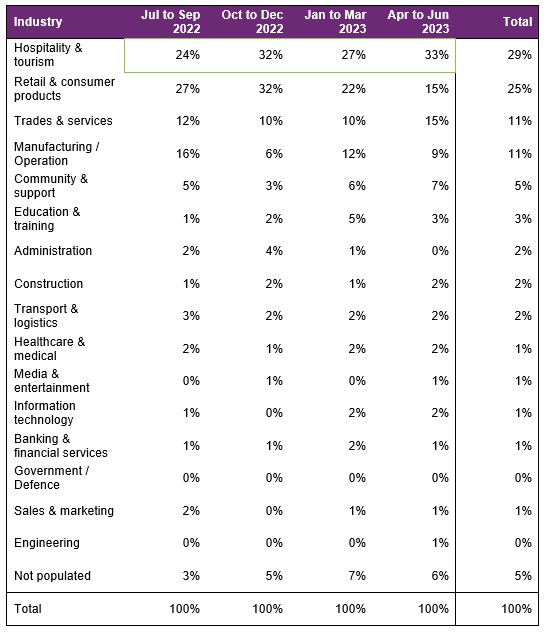 Industry Jul to Sep 2022 Oct to Dec 2022 Jan to Mar 2023 Apr to Jun 2023 Total
Hospitality & tourism 24% 32% 27% 33% 29%
Retail & consumer products 27% 32% 22% 15% 25%
Trades & services 12% 10% 10% 15% 11%
Manufacturing / Operation 16% 6% 12% 9% 11%
Community & support 5% 3% 6% 7% 5%
Education & training 1% 2% 5% 3% 3%
Administration 2% 4% 1% 0% 2%
Construction 1% 2% 1% 2% 2%
Transport & logistics 3% 2% 2% 2% 2%
Healthcare & medical 2% 1% 2% 2% 1%
Media & entertainment 0% 1% 0% 1% 1%
Information technology 1% 0% 2% 2% 1%
Banking & financial services 1% 1% 2% 1% 1%
Government / Defence 0% 0% 0% 0% 0%
Sales & marketing 2% 0% 1% 1% 1%
Engineering 0% 0% 0% 1% 0%
Not populated 3% 5% 7% 6% 5%
Total 100% 100% 100% 100% 100%